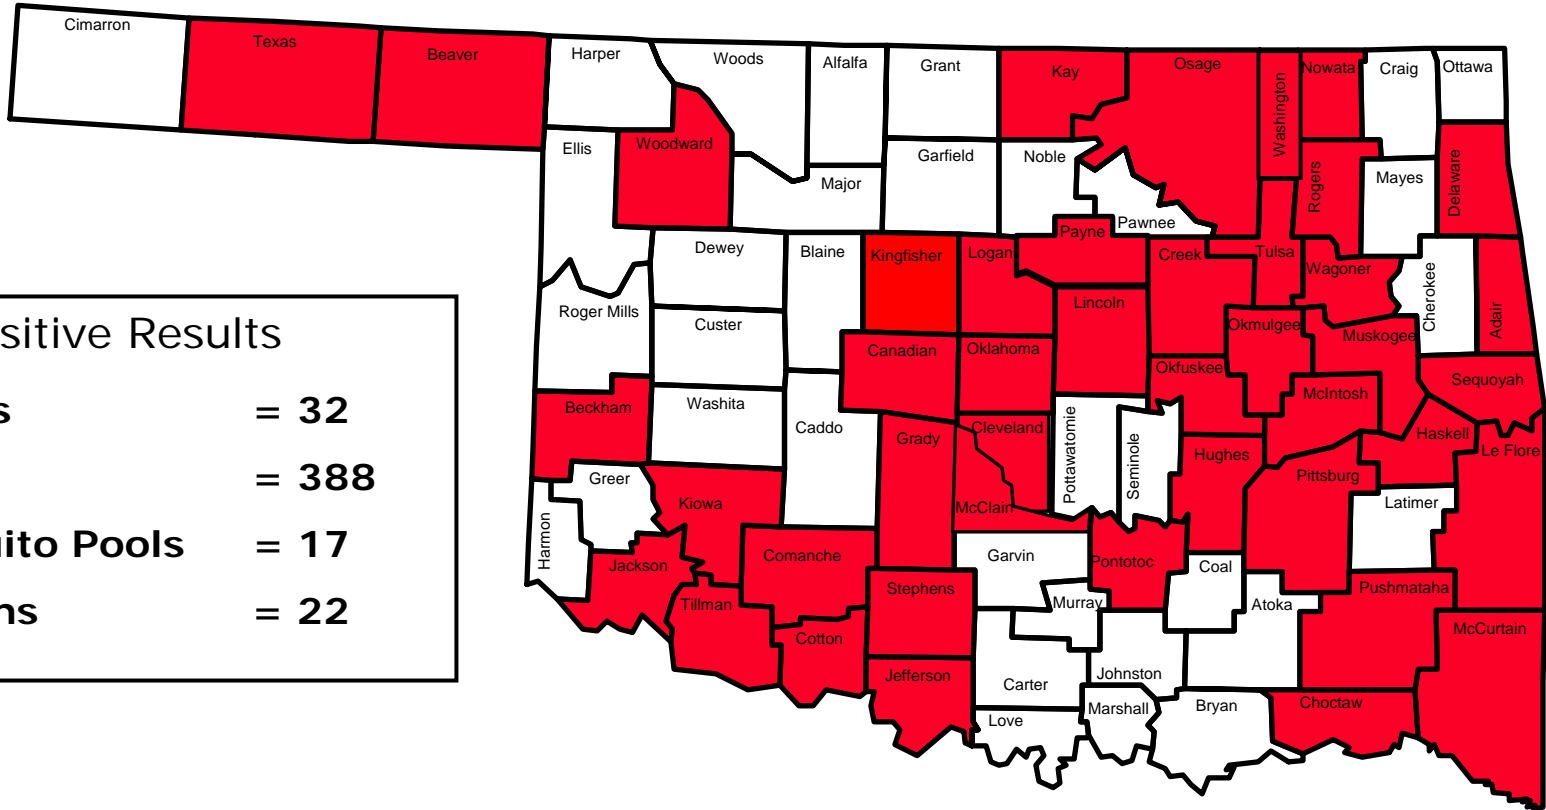 Cimarron
Texas
Beaver
Harper
Woods
Alfalfa
Grant
Kay
Osage
Washington
Nowata
Craig
Ottawa
Ellis
Woodward
Major
Garfield
Noble
Pawnee
Rogers
Mayes
Delaware
Dewey
Blaine
Kingfisher
Logan
Payne
Creek
Tulsa
Wagoner
Cherokee
Adair
Roger Mills
Custer
Lincoln
Okmulgee
Muskogee
Canadian
Oklahoma
Okfuskee
McIntosh
Sequoyah
Beckham
Washita
Caddo
Grady
Cleveland
Pottawatomie
Seminole
Hughes
Pittsburg
Haskell
Le Flore
Greer
Kiowa
McClain
Latimer
Harmon
Jackson
Comanche
Garvin
Pontotoc
Coal
Tillman
Stephens
Murray
Atoka
Pushmataha
Cotton
McCurtain
Jefferson
Carter
Johnston
Love
Marshall
Bryan
Choctaw
sitive Results
s = 32
= 388
uito Pools = 17
ns = 22